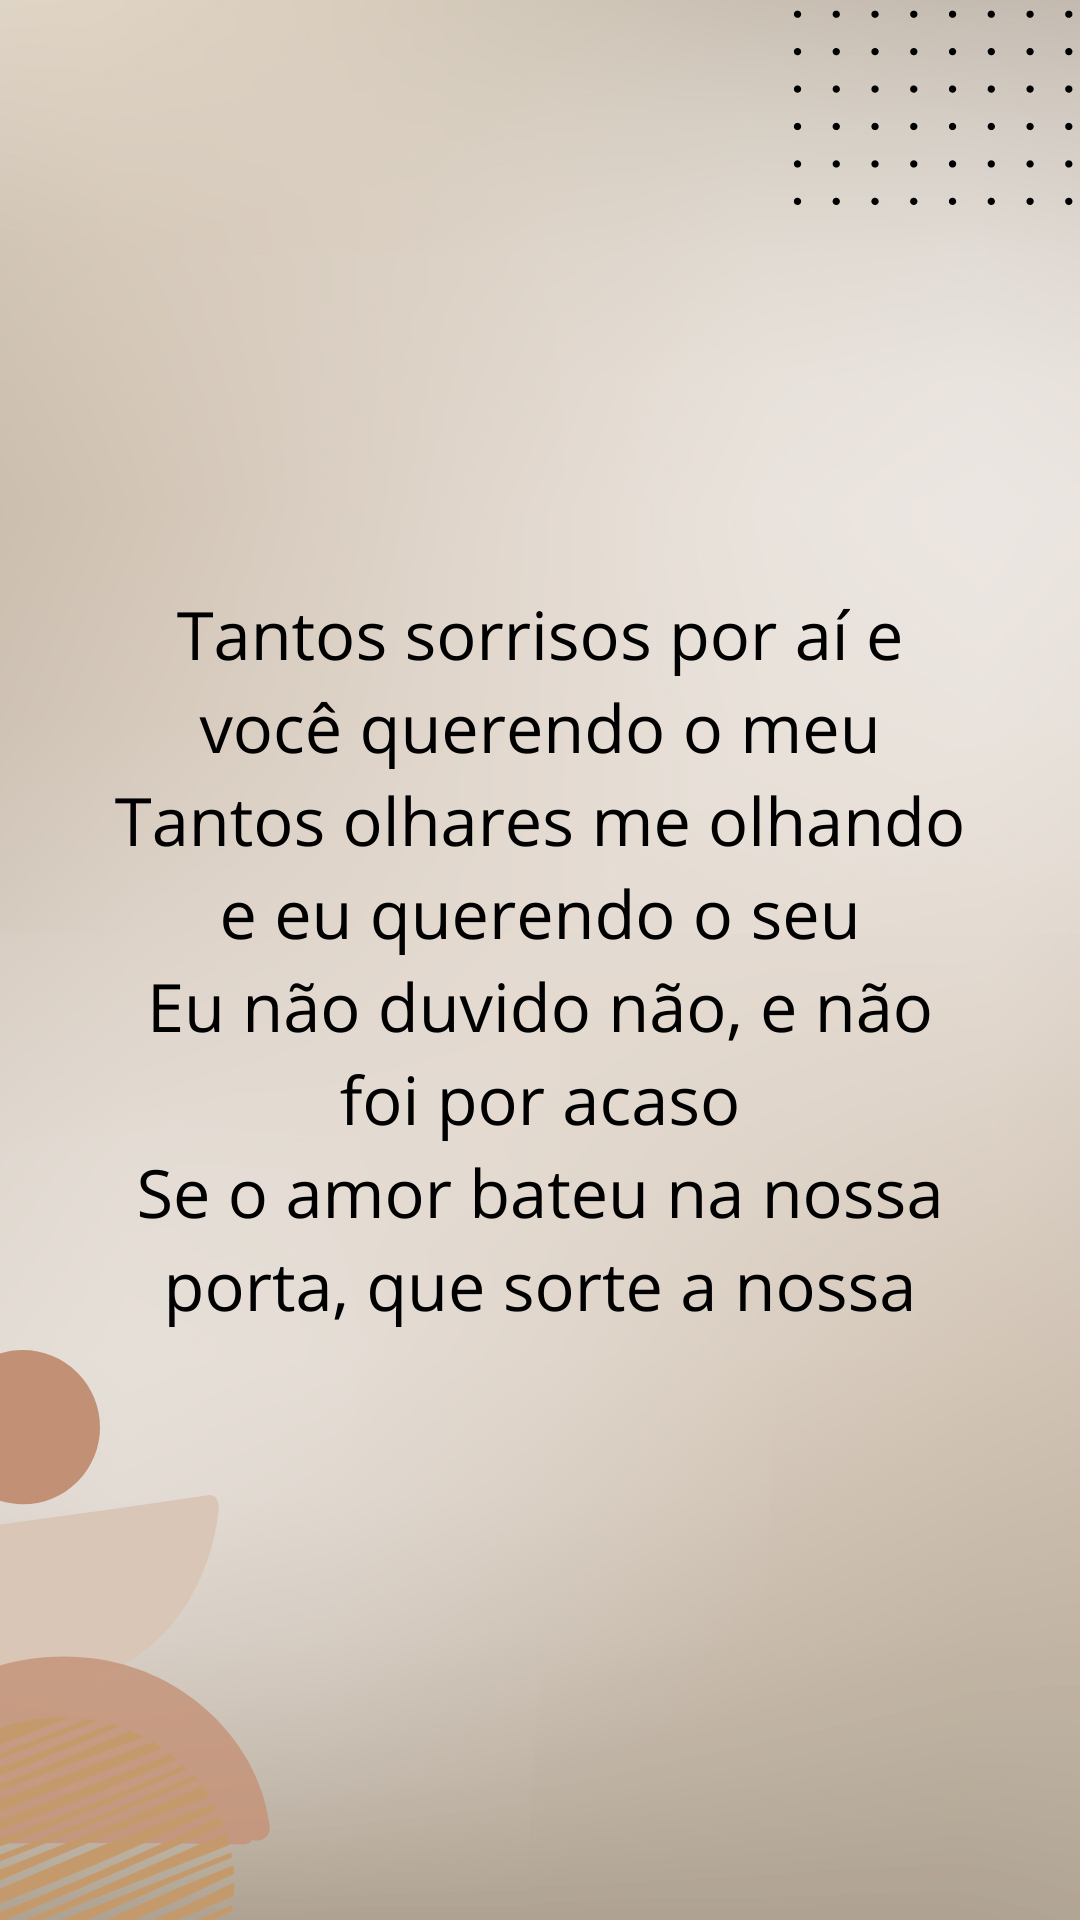 Tantos sorrisos por aí e
você querendo o meu
Tantos olhares me olhando
e eu querendo o seu
Eu não duvido não, e não
foi por acaso
Se o amor bateu na nossa
porta, que sorte a nossa